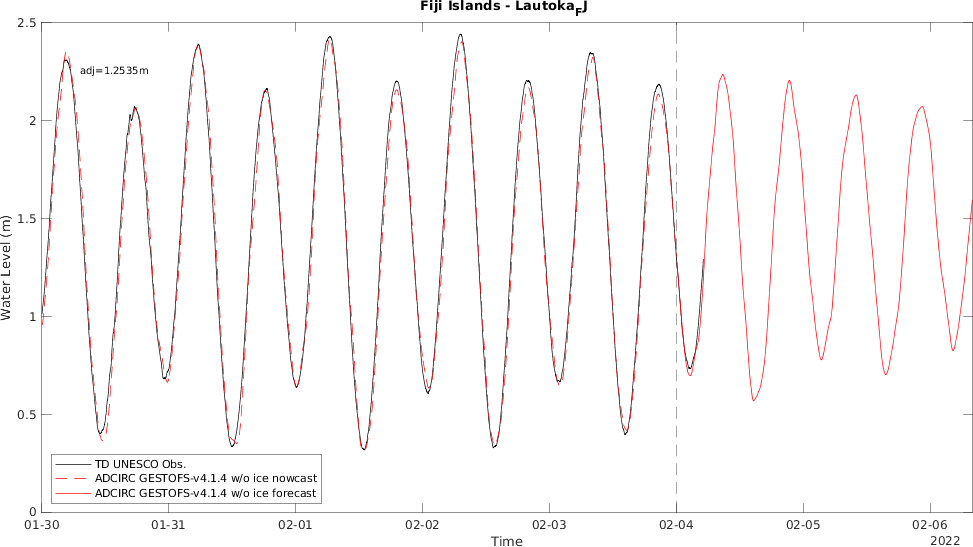 Fiji Islands - Lautoka_FJ
2.5
adj=1.2535m
2
1.5
Water Level (m)
1
0.5
TD UNESCO Obs.
ADCIRC GESTOFS-v4.1.4 w/o ice nowcast
ADCIRC GESTOFS-v4.1.4 w/o ice forecast
0
01-30 01-31 02-01 02-02 02-03 02-04 02-05 02-06
Time 2022